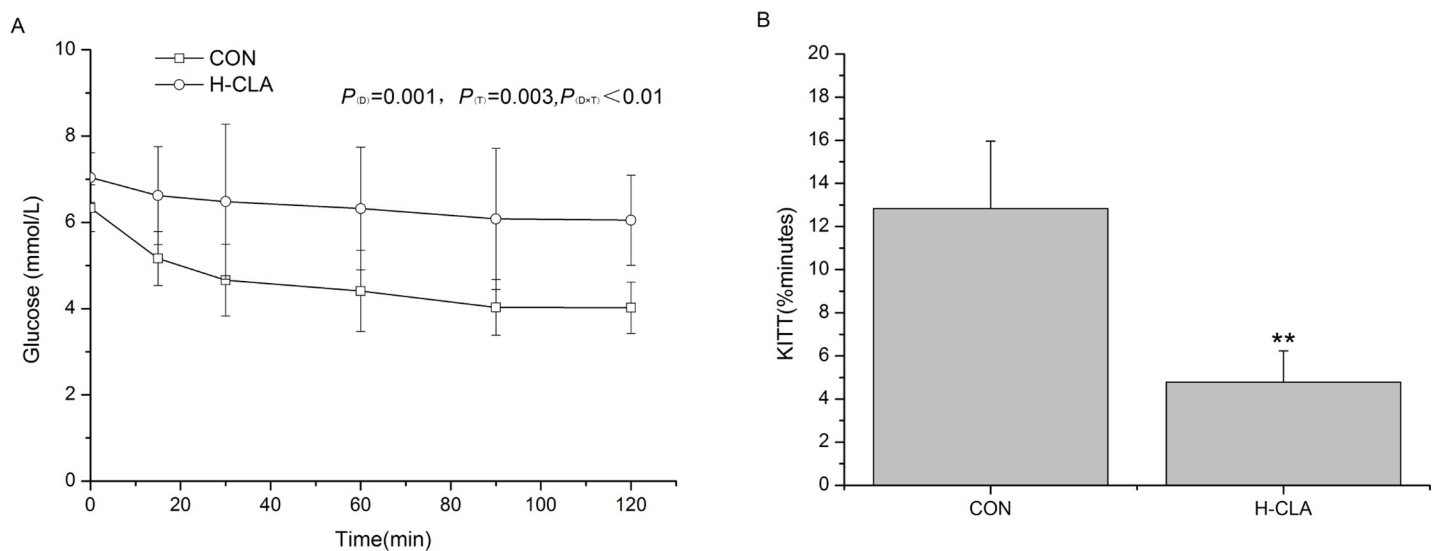 A
CON
H-CLA
P(D)=0.001, P(T)=0.003,P(D×T)＜0.01
10
8
6
4
2
0
Glucose (mmol/L)
0 20 40 60 80 100 120
Time(min)
B
20
18
16
14
12
10
8
6
4
2
0
KITT(%minutes)
**
CON H-CLA